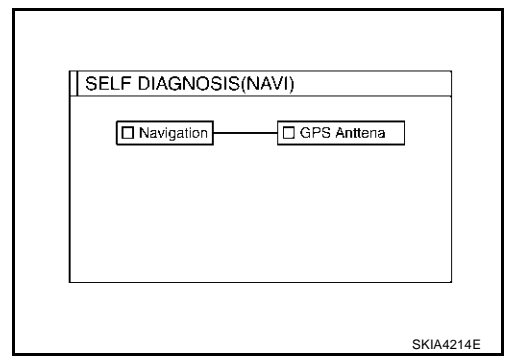 SELF DIAGNOSIS(NAVI)
Navigation
GPS Anttena
SKIA4214E